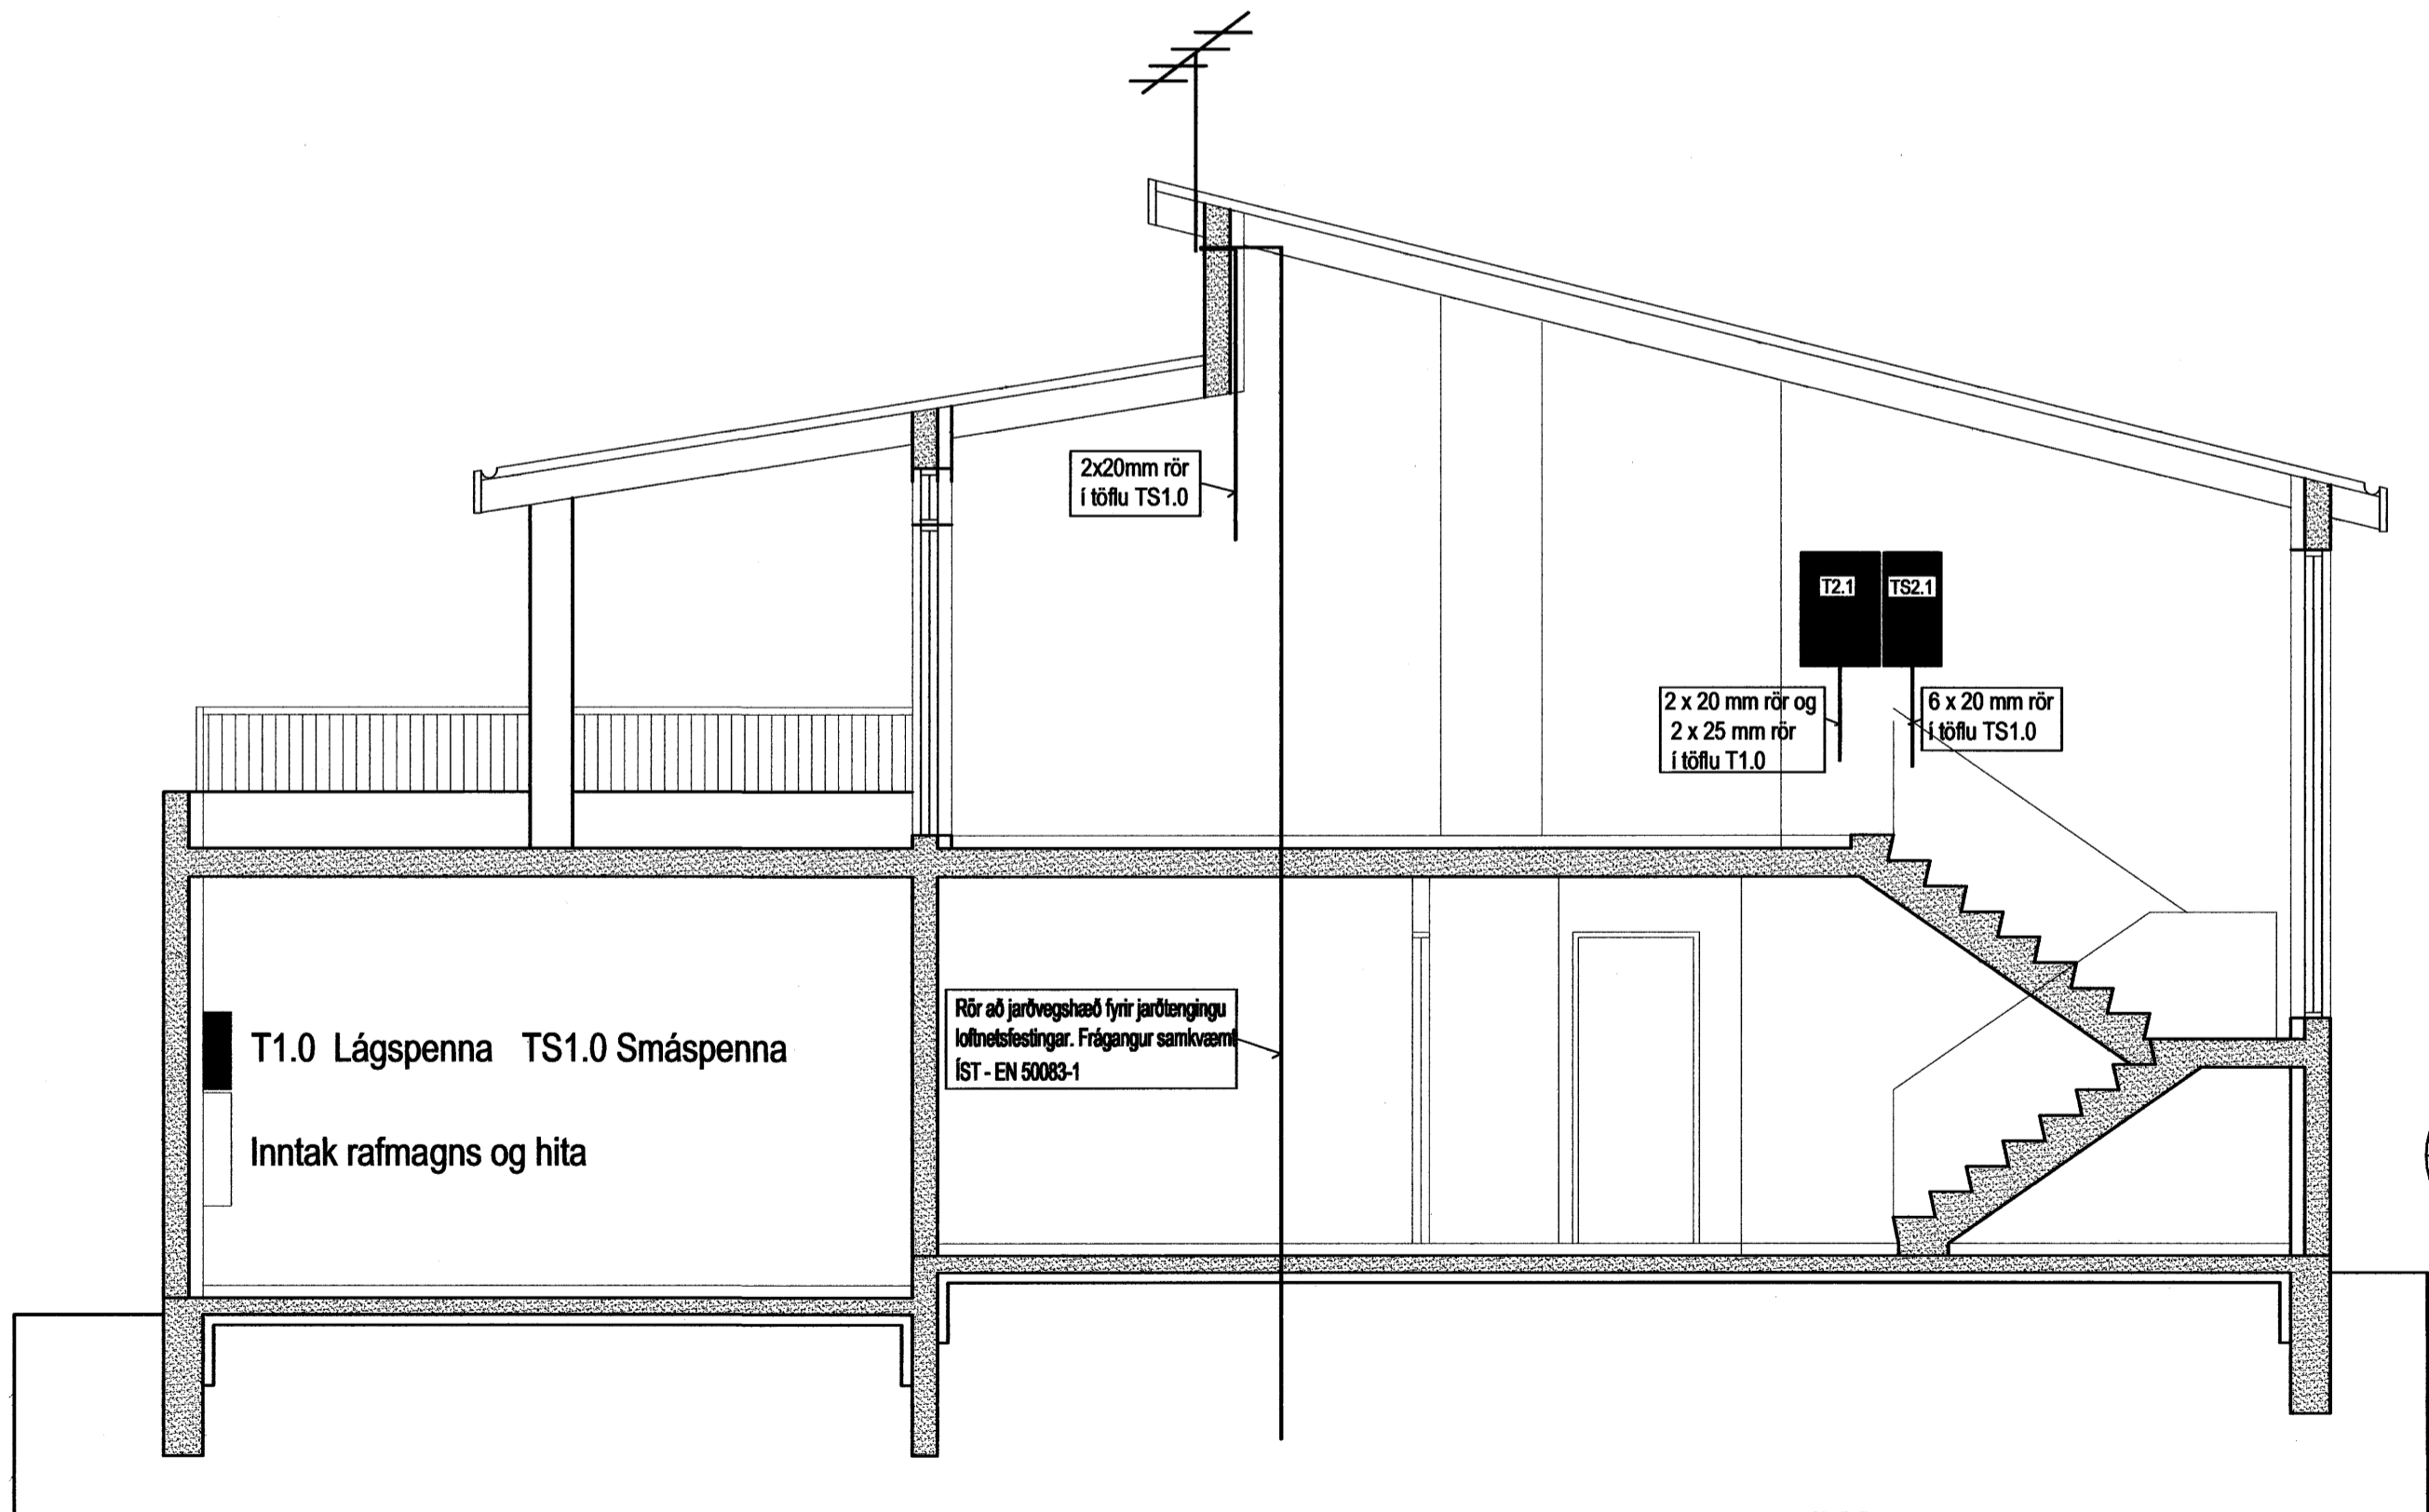 2x20mm rör
í töflu TS1.0
T2.1
TS2.1
2 x 20 mm rör og
2 x 25 mm rör
í töflu T1.0
6 x 20 mm rör
í töflu TS1.0
T1.0 Lágspenna TS1.0 Smáspenna
Inntak rafmagns og hita
Rör að jarðvegshæð fyrir jarðtengingu
loftnetsfestingar. Frágangur samkvæmt
ÍST - EN 50083-1